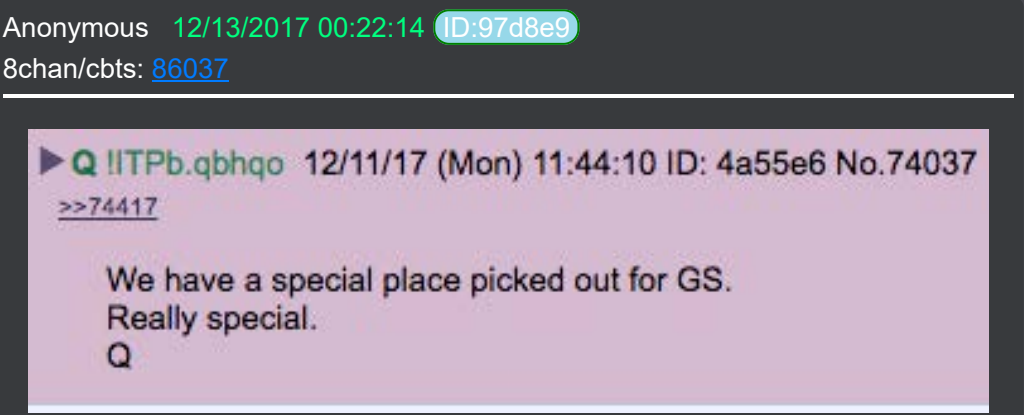 Anonymous 12/13/2017 00:22:14 ID:97d8e9
8chan/cbts: 86037
Q !ITPb.qbhqo 12/11/17 (Mon) 11:44:10 ID: 4a55e6 No.74037
>>74417
We have a special place picked out for GS.
Really special.
Q